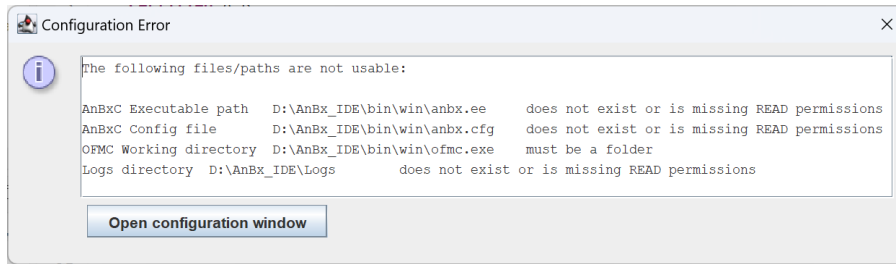 Configuration Error
The following files/paths are not usable:
AnBxC Executable path D:\AnBx_IDE\bin\win\anbx.ee does not exist or is missing READ permissions
AnBxC Config file D:\AnBx_IDE\bin\win\anbx.cfg does not exist or is missing READ permissions
OFMC Working directory D:\AnBx_IDE\bin\win\ofmc.exe must be a folder
Logs directory D:\AnBx_IDE\Logs does not exist or is missing READ permissions
Open configuration window